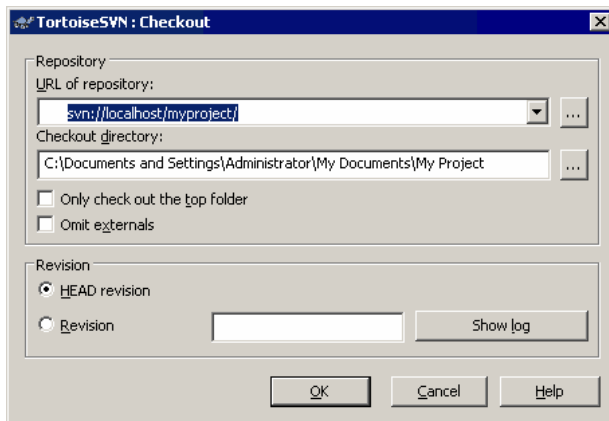 TortoiseSVN : Checkout
Repository
URL of repository:
svn://localhost/myproject/
...
Checkout directory:
C:\Documents and Settings\Administrator\My Documents\My Project
...
Only check out the top folder
Omit externals
Revision
HEAD revision
Revision
Show log
OK
Cancel
Help